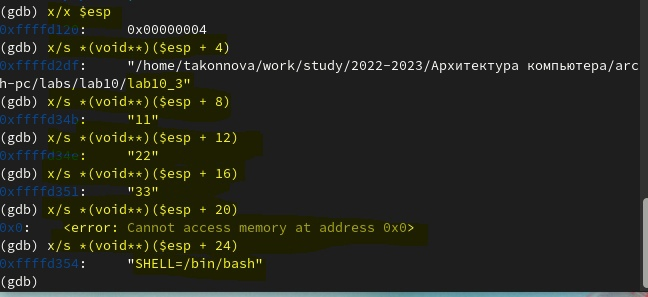 (gdb) x/x $esp
0xffffd120:     0x00000004
(gdb) x/s *(void**)($esp + 4)
0xffffd2df:     "/home/takonnova/work/study/2022-2023/Архитектура компьютера/arc
h-pc/labs/lab10/lab10_3"
(gdb) x/s *(void**)($esp + 8)
0xffffd34b:     "11"
(gdb) x/s *(void**)($esp + 12)
0xffffd34e:     "22"
(gdb) x/s *(void**)($esp + 16)
0xffffd351:     "33"
(gdb) x/s *(void**)($esp + 20)
0x0:    <error: Cannot access memory at address 0x0>
(gdb) x/s *(void**)($esp + 24)
0xffffd354:     "SHELL=/bin/bash"
(gdb)